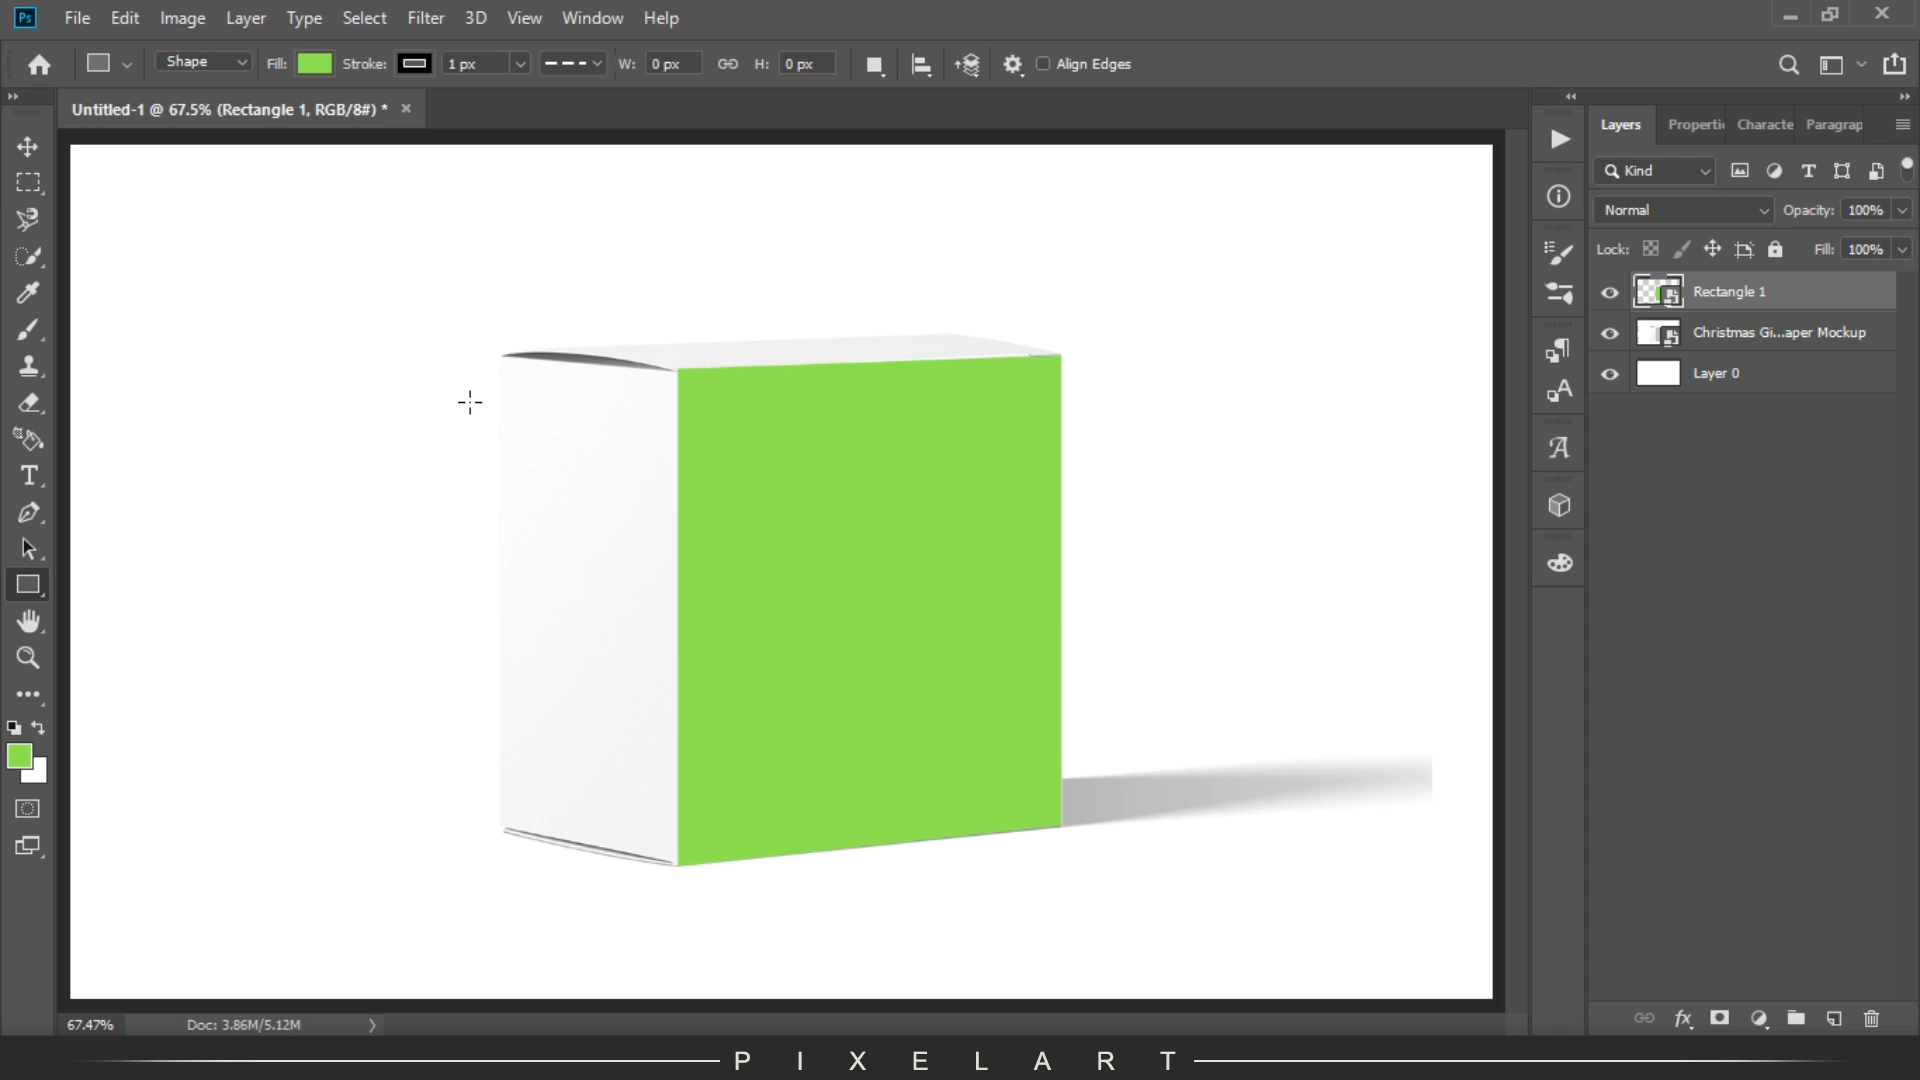 Ps File Edit Image Layer Type Select Filter 3D View Window Help
Shape Fill: Stroke: 1 px W: 0 px H: 0 px Align Edges
Untitled-1 @ 67.5% (Rectangle 1, RGB/8#) * ×
Layers Properti Characte Paragrap
Kind
Normal Opacity: 100%
Lock: Fill: 100%
Rectangle 1
Christmas Gi...aper Mockup
Layer 0
67.47% Doc: 3.86M/5.12M
PIXELART